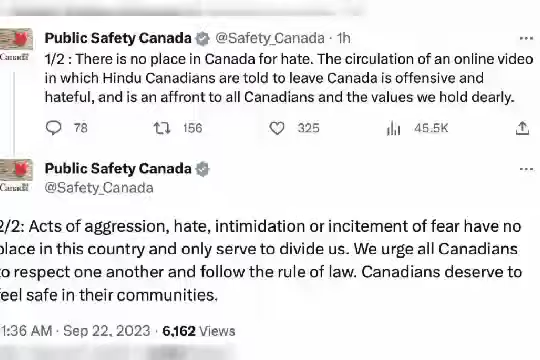 Public Safety Canada @Safety_Canada · 1h
Canada
1/2 : There is no place in Canada for hate. The circulation of an online video
in which Hindu Canadians are told to leave Canada is offensive and
hateful, and is an affront to all Canadians and the values we hold dearly.
78 156 325 45.5K
Public Safety Canada
Canada
@Safety_Canada
2/2: Acts of aggression, hate, intimidation or incitement of fear have no
place in this country and only serve to divide us. We urge all Canadians
to respect one another and follow the rule of law. Canadians deserve to
feel safe in their communities.
1:36 AM · Sep 22, 2023 · 6,162 Views